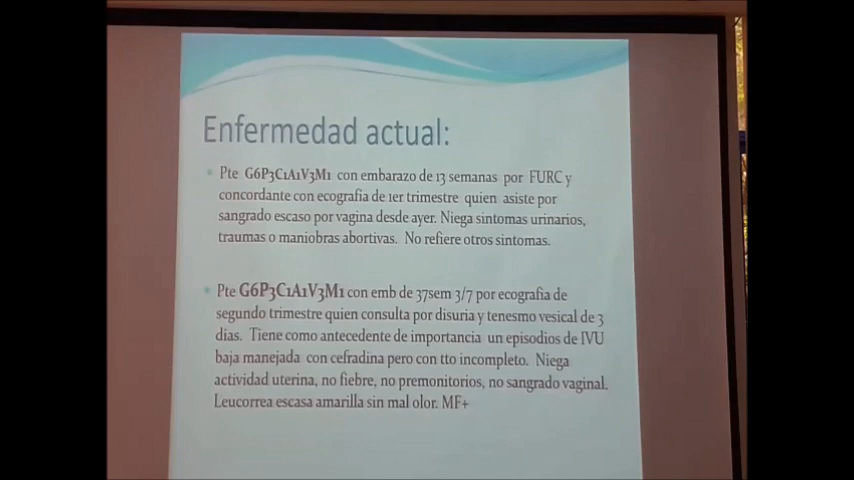 Enfermedad actual:
Pte G6P3C1A1V3M1 con embarazo de 13 semanas por FURC y
concordante con ecografia de 1er trimestre quien asiste por
sangrado escaso por vagina desde ayer. Niega sintomas urinarios,
traumas o maniobras abortivas. No refiere otros sintomas.
Pte G6P3C1A1V3M1 con emb de 37sem 3/7 por ecografia de
segundo trimestre quien consulta por disuria y tenesmo vesical de 3
dias. Tiene como antecedente de importancia un episodios de IVU
baja manejada con cefradina pero con tto incompleto. Niega
actividad uterina, no fiebre, no premonitorios, no sangrado vaginal.
Leucorrea escasa amarilla sin mal olor. MF+